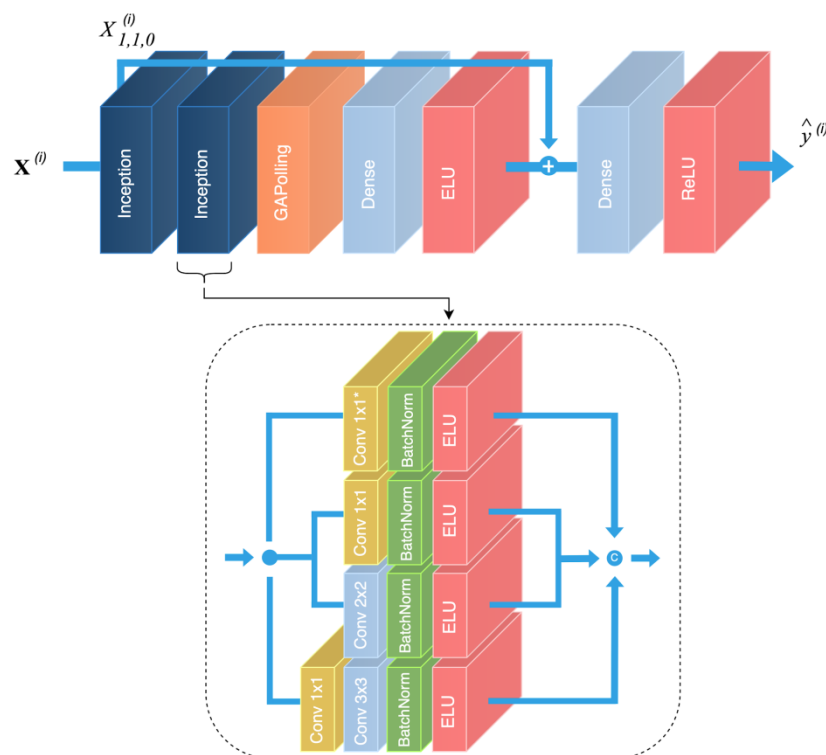 X 1,1,0 (i)
X (i)
Inception
Inception
GAPolling
Dense
ELU
+
Dense
ReLU
ŷ (i)
Conv 1x1*
BatchNorm
ELU
Conv 1x1
BatchNorm
ELU
Conv 2x2
BatchNorm
ELU
Conv 1x1
Conv 3x3
BatchNorm
ELU
C